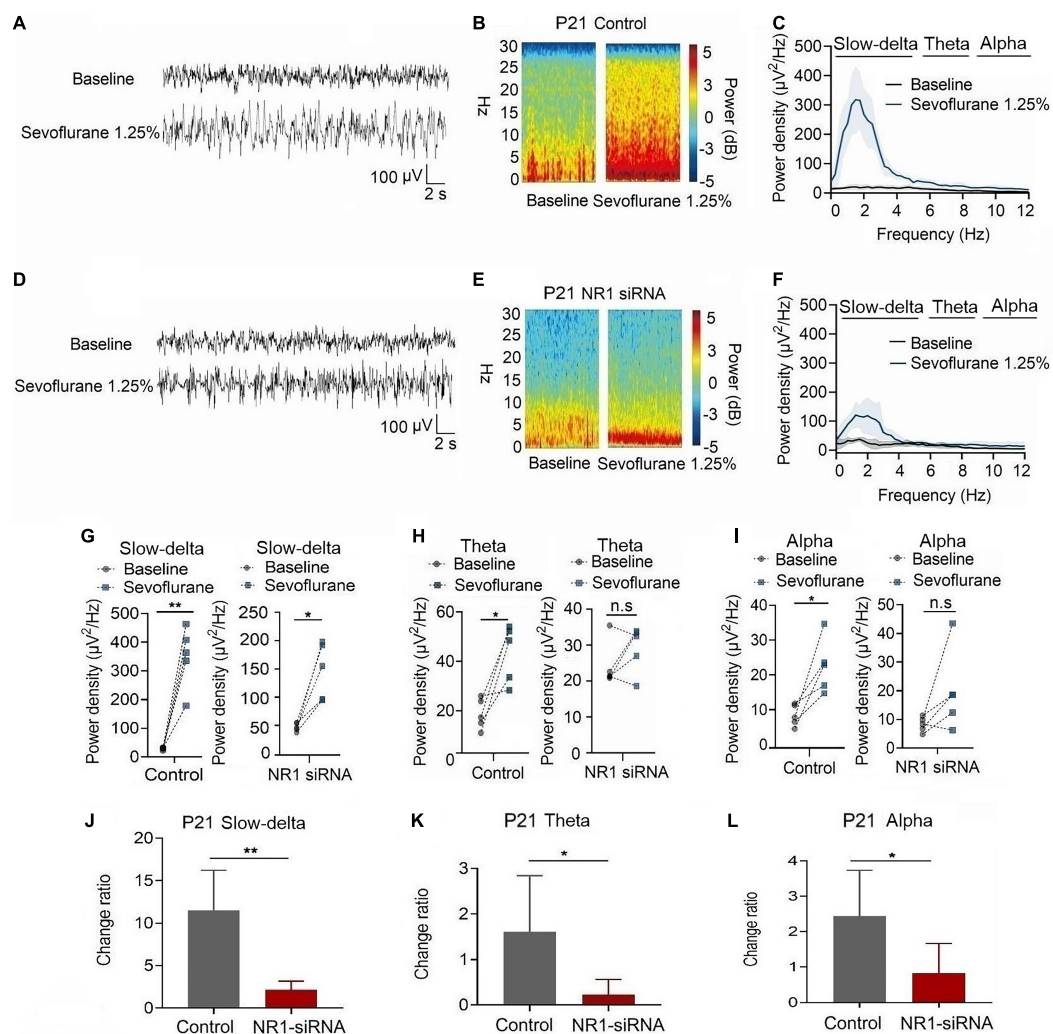 A
Baseline
Sevoflurane 1.25%
100 µV
2 s
B
P21 Control
30
25
20
15
10
5
0
Hz
Baseline Sevoflurane 1.25%
5
3
0
-3
-5
Power (dB)
C
Slow-delta Theta Alpha
Baseline
Sevoflurane 1.25%
500
400
300
200
100
0
Power density (µV²/Hz)
0 2 4 6 8 10 12
Frequency (Hz)
D
Baseline
Sevoflurane 1.25%
100 µV
2 s
E
P21 NR1 siRNA
30
25
20
15
10
5
0
Hz
Baseline Sevoflurane 1.25%
5
3
0
-3
-5
Power (dB)
F
Slow-delta Theta Alpha
Baseline
Sevoflurane 1.25%
500
400
300
200
100
0
Power density (µV²/Hz)
0 2 4 6 8 10 12
Frequency (Hz)
G
Slow-delta
Baseline
Sevoflurane
**
500
400
300
200
100
0
Power density (µV²/Hz)
Control
Slow-delta
Baseline
Sevoflurane
*
250
200
150
100
50
0
Power density (µV²/Hz)
NR1 siRNA
H
Theta
Baseline
Sevoflurane
*
60
40
20
0
Power density (µV²/Hz)
Control
Theta
Baseline
Sevoflurane
n.s
40
30
20
10
0
Power density (µV²/Hz)
NR1 siRNA
I
Alpha
Baseline
Sevoflurane
*
40
30
20
10
0
Power density (µV²/Hz)
Control
Alpha
Baseline
Sevoflurane
n.s
50
40
30
20
10
0
Power density (µV²/Hz)
NR1 siRNA
J
P21 Slow-delta
**
20
15
10
5
0
Change ratio
Control NR1-siRNA
K
P21 Theta
*
3
2
1
0
Change ratio
Control NR1-siRNA
L
P21 Alpha
*
4
3
2
1
0
Change ratio
Control NR1-siRNA